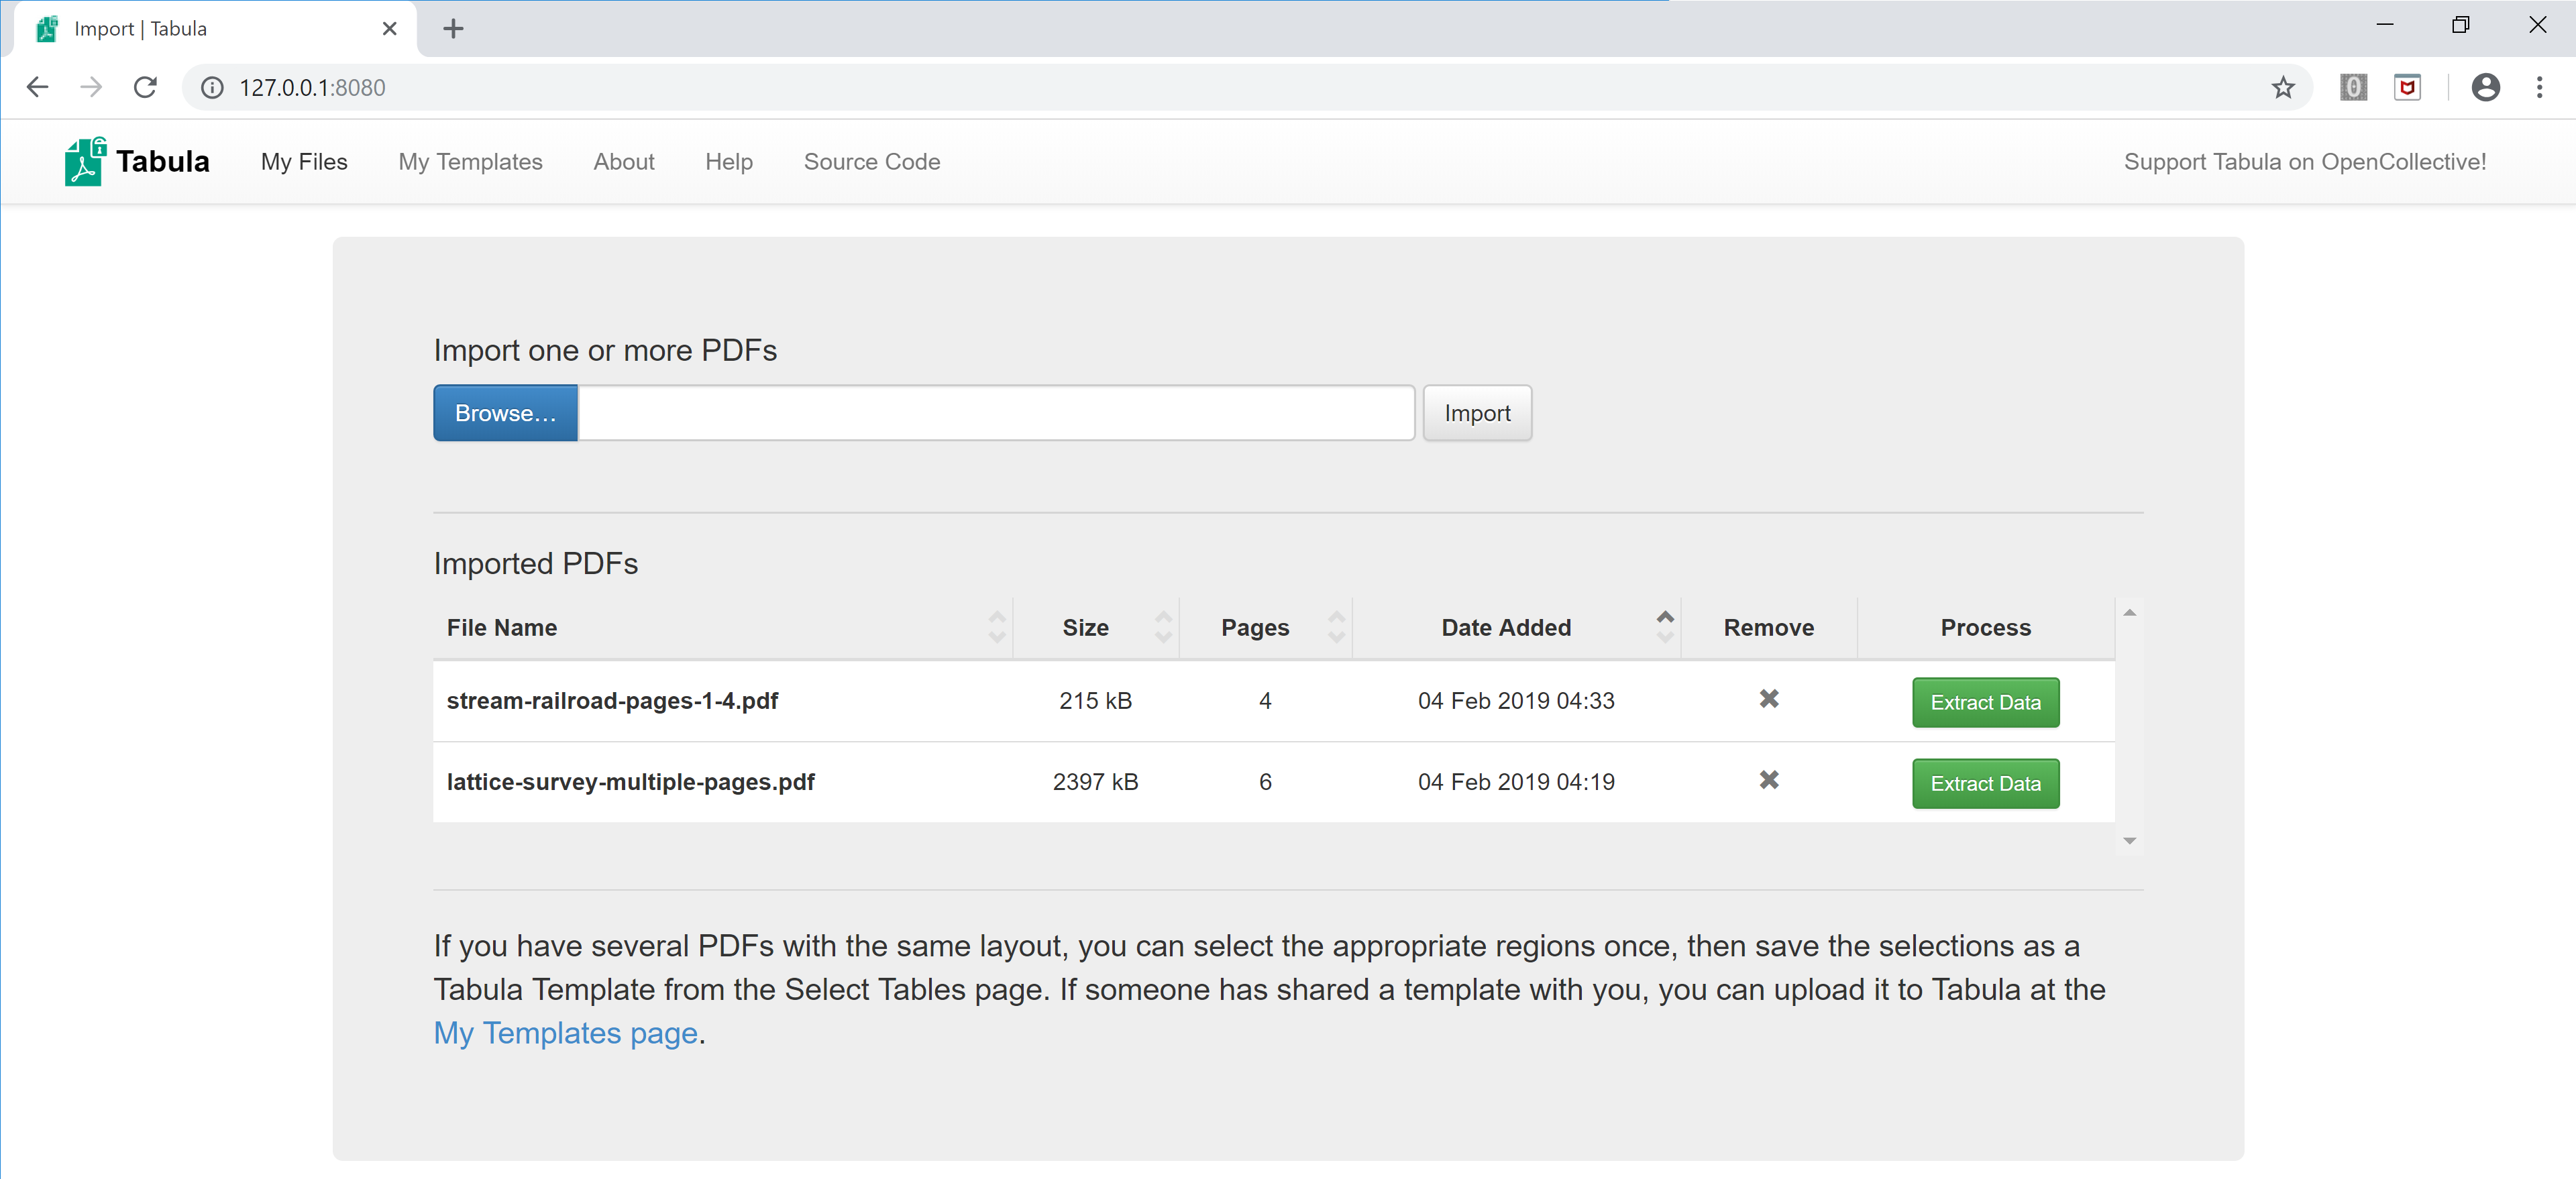 Import | Tabula
127.0.0.1:8080
Tabula My Files My Templates About Help Source Code Support Tabula on OpenCollective!
Import one or more PDFs
Browse... Import
Imported PDFs
File Name Size Pages Date Added Remove Process
stream-railroad-pages-1-4.pdf 215 kB 4 04 Feb 2019 04:33 Extract Data
lattice-survey-multiple-pages.pdf 2397 kB 6 04 Feb 2019 04:19 Extract Data
If you have several PDFs with the same layout, you can select the appropriate regions once, then save the selections as a
Tabula Template from the Select Tables page. If someone has shared a template with you, you can upload it to Tabula at the
My Templates page.